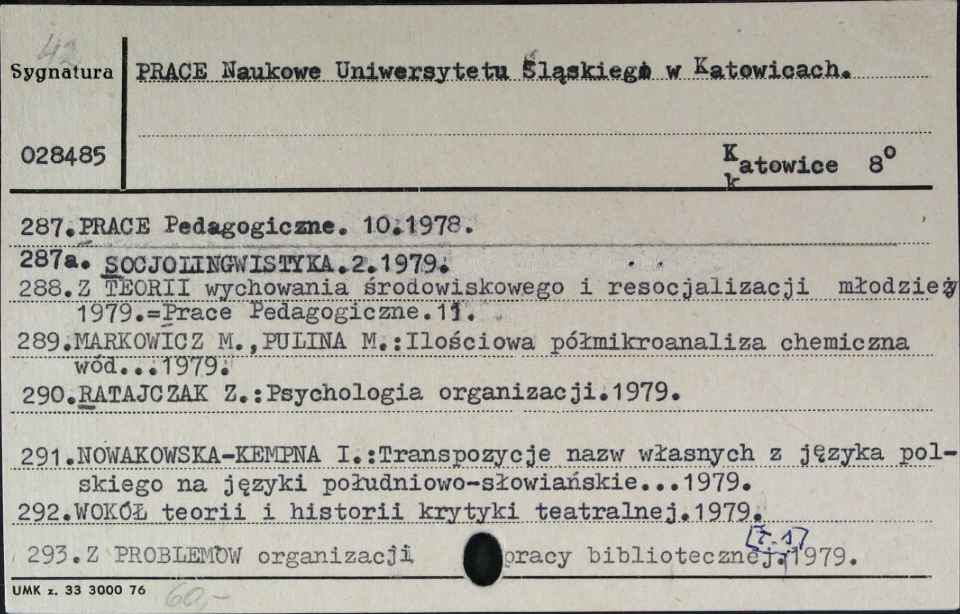 42
Sygnatura
PRACE Naukowe Uniwersytetu Śląskiego w Katowicach.
028485
Katowice 8°
k
287.PRACE Pedagogiczne. 10.1978.
287a. SOCJOLINGWISTYKA.2.1979.
288.Z TEORII wychowania środowiskowego i resocjalizacji młodzieży
1979.=Prace Pedagogiczne.11.
289.MARKOWICZ M.,PULINA M.:Ilościowa półmikroanaliza chemiczna
wód...1979.
290.RATAJCZAK Z.:Psychologia organizacji.1979.
291.NOWAKOWSKA-KEMPNA I.:Transpozycje nazw własnych z języka pol-
skiego na języki południowo-słowiańskie...1979.
292.WOKÓŁ teorii i historii krytyki teatralnej.1979.
[T.1]
293.Z PROBLEMÓW organizacji pracy bibliotecznej.1979.
UMK z. 33 3000 76
60,-